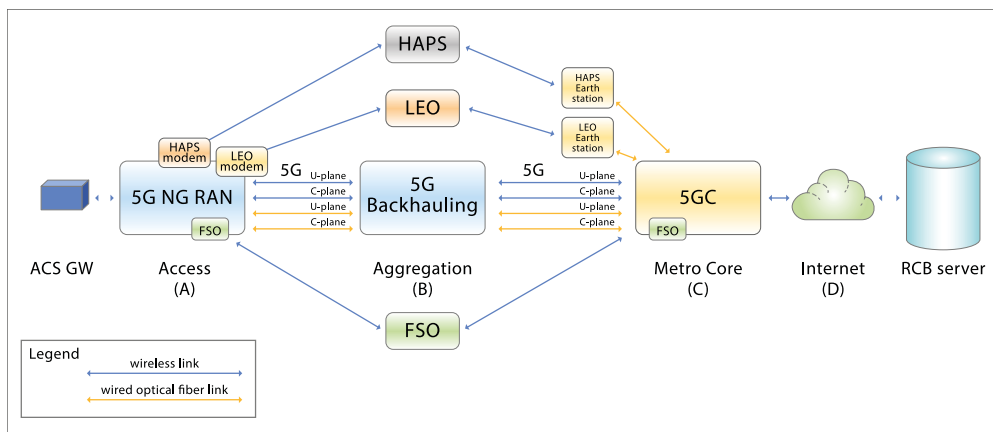 HAPS
HAPS
Earth
station
LEO
LEO
Earth
station
HAPS
modem
LEO
modem
5G NG RAN
FSO
5G
U-plane
C-plane
U-plane
C-plane
5G
Backhauling
5G
U-plane
C-plane
U-plane
C-plane
5GC
FSO
ACS GW
Access
(A)
Aggregation
(B)
Metro Core
(C)
Internet
(D)
RCB server
FSO
Legend
wireless link
wired optical fiber link